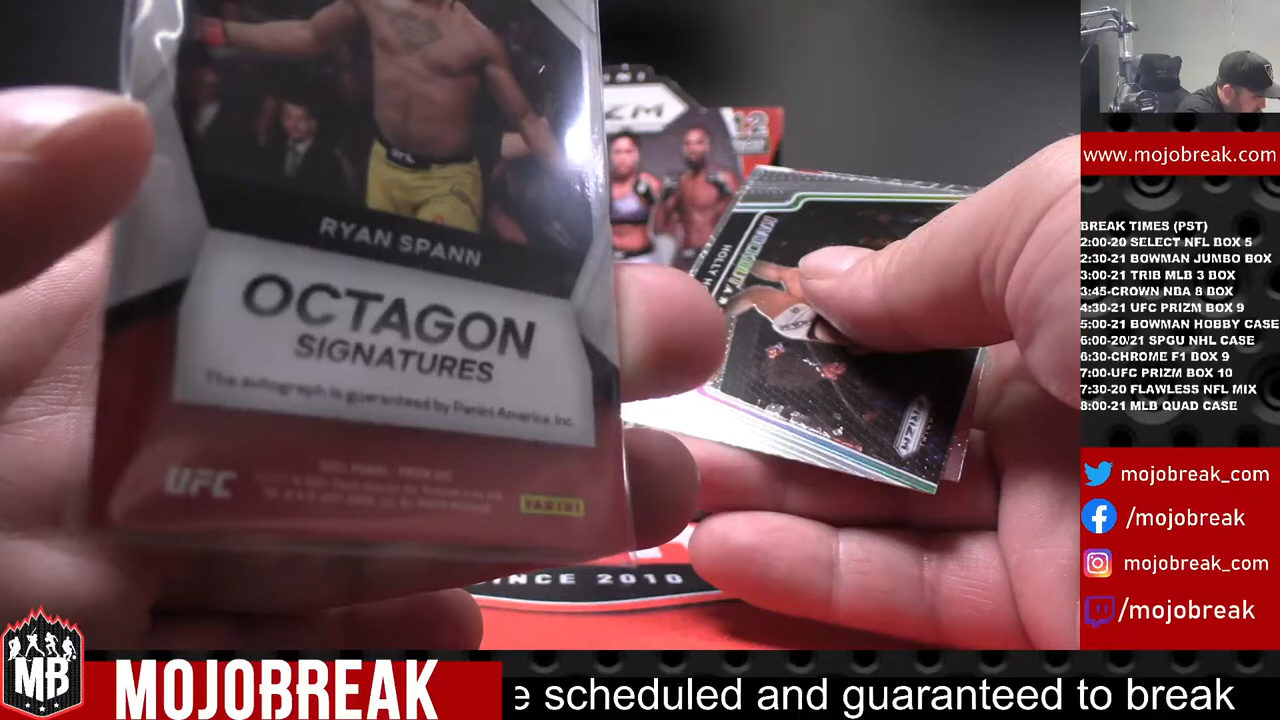 RYAN SPANN
OCTAGON
SIGNATURES
The autograph is guaranteed by Panini America, Inc.
UFC
PANINI
12
HOLLY
PRIZM
SINCE 2010
www.mojobreak.com
BREAK TIMES (PST)
2:00-20 SELECT NFL BOX 5
2:30-21 BOWMAN JUMBO BOX
3:00-21 TRIB MLB 3 BOX
3:45-CROWN NBA 8 BOX
4:30-21 UFC PRIZM BOX 9
5:00-21 BOWMAN HOBBY CASE
6:00-20/21 SPGU NHL CASE
6:30-CHROME F1 BOX 9
7:00-UFC PRIZM BOX 10
7:30-20 FLAWLESS NFL MIX
8:00-21 MLB QUAD CASE
mojobreak_com
/mojobreak
mojobreak_com
/mojobreak
MB
MOJOBREAK
e scheduled and guaranteed to break